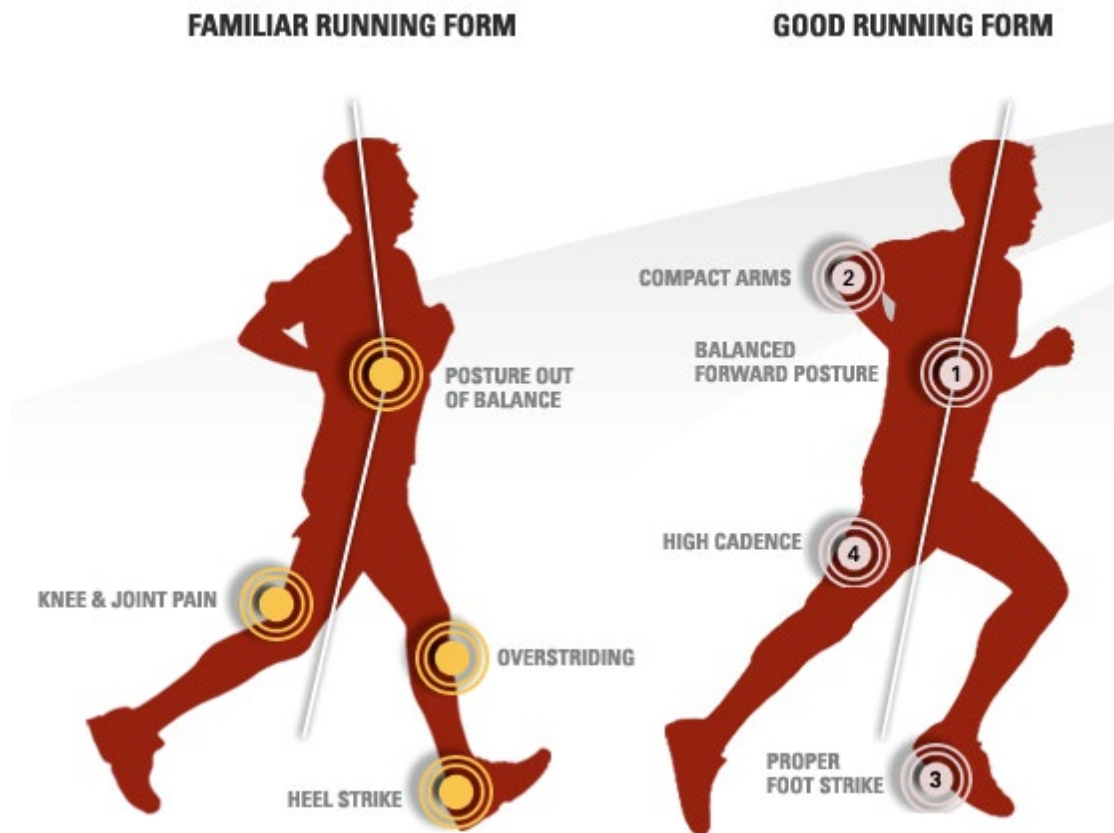 FAMILIAR RUNNING FORM
POSTURE OUT
OF BALANCE
KNEE & JOINT PAIN
OVERSTRIDING
HEEL STRIKE
GOOD RUNNING FORM
2
COMPACT ARMS
BALANCED
FORWARD POSTURE
1
HIGH CADENCE
4
PROPER
FOOT STRIKE
3